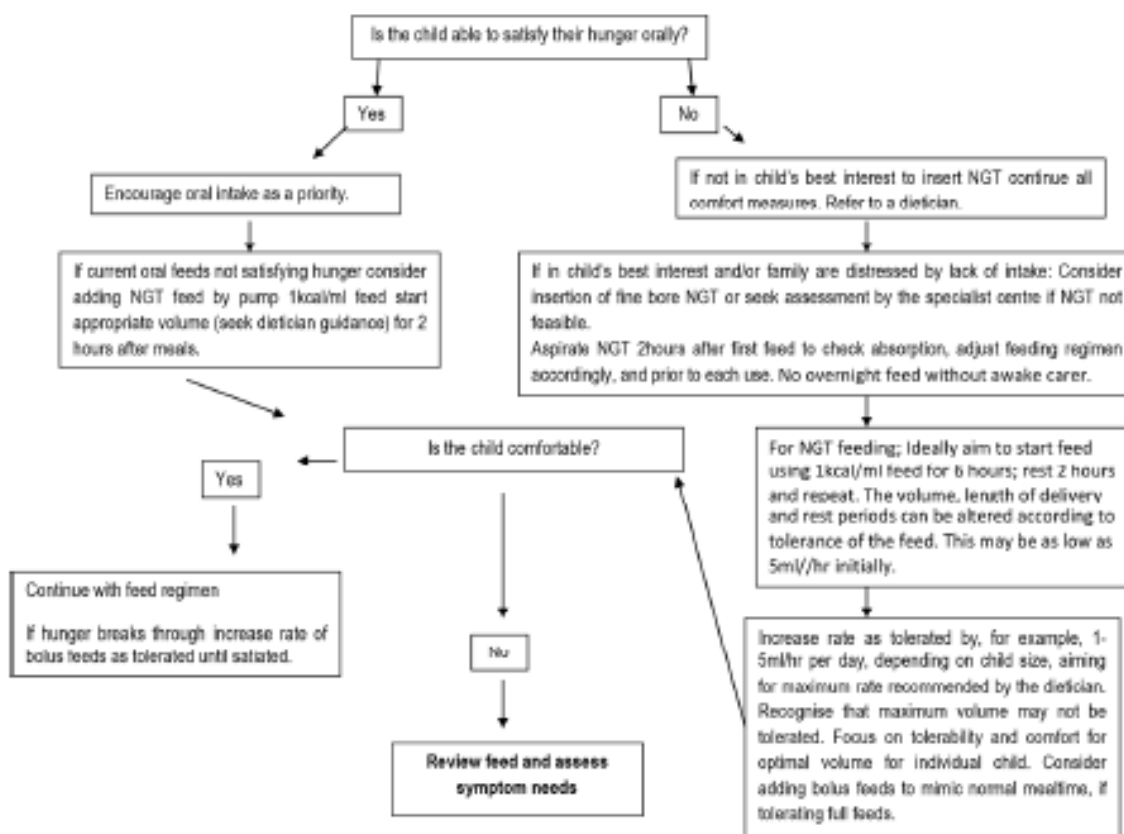 Is the child able to satisfy their hunger orally?
Yes
No
Encourage oral intake as a priority.
If not in child's best interest to insert NGT continue all
comfort measures. Refer to a dietician.
If current oral feeds not satisfying hunger consider
adding NGT feed by pump 1kcal/ml feed start
appropriate volume (seek dietician guidance) for 2
hours after meals.
If in child's best interest and/or family are distressed by lack of intake: Consider
insertion of fine bore NGT or seek assessment by the specialist centre if NGT not
feasible.
Aspirate NGT 2hours after first feed to check absorption, adjust feeding regimen
accordingly, and prior to each use. No overnight feed without awake carer.
Is the child comfortable?
Yes
For NGT feeding; Ideally aim to start feed
using 1kcal/ml feed for 6 hours; rest 2 hours
and repeat. The volume, length of delivery
and rest periods can be altered according to
tolerance of the feed. This may be as low as
5ml//hr initially.
Continue with feed regimen
If hunger breaks through increase rate of
bolus feeds as tolerated until satiated.
No
Increase rate as tolerated by, for example, 1-
5ml/hr per day, depending on child size, aiming
for maximum rate recommended by the dietician.
Recognise that maximum volume may not be
tolerated. Focus on tolerability and comfort for
optimal volume for individual child. Consider
adding bolus feeds to mimic normal mealtime, if
tolerating full feeds.
Review feed and assess
symptom needs